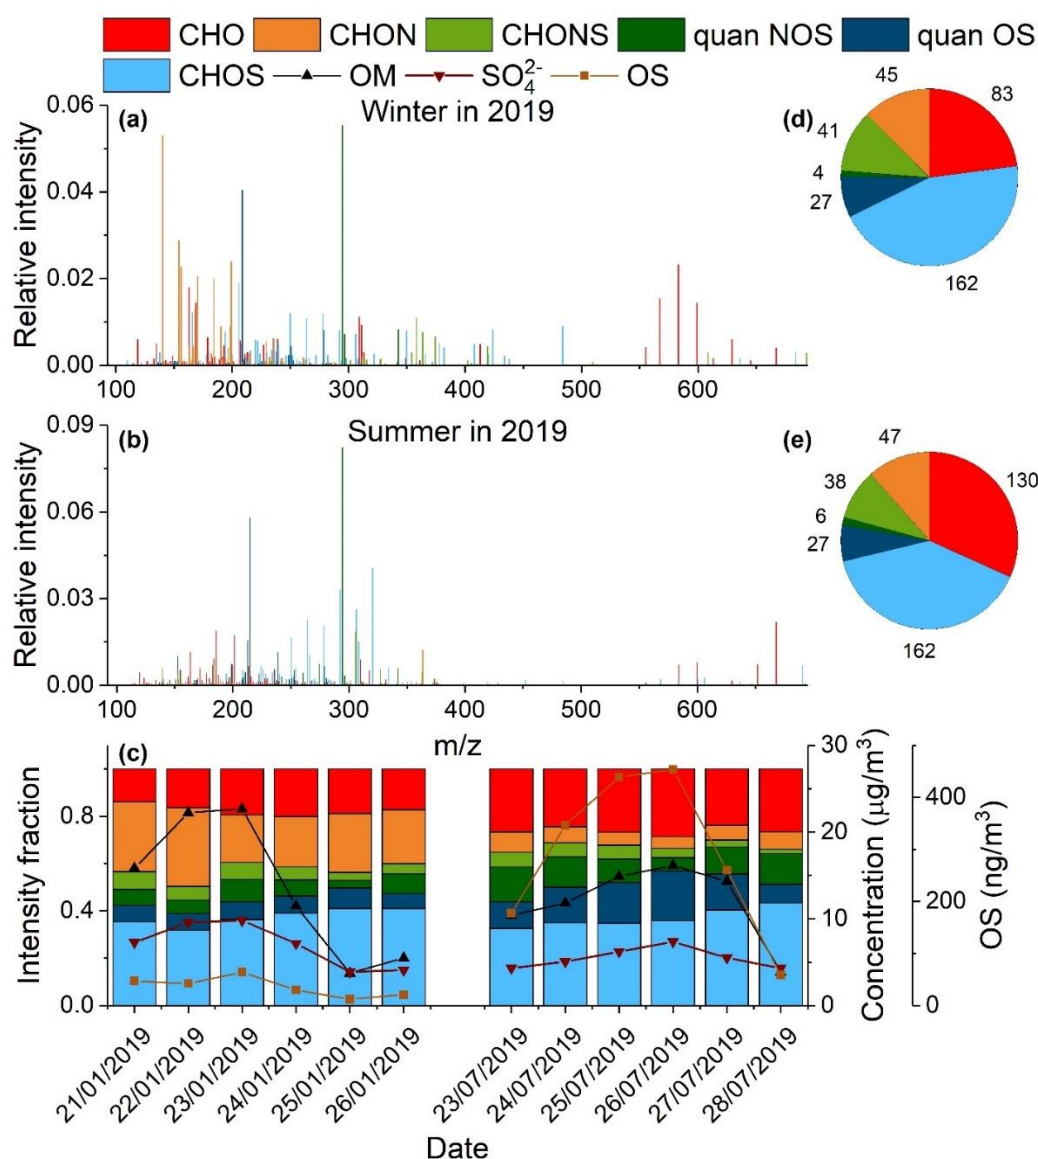 CHO CHON CHONS quan NOS quan OS
CHOS OM SO₄²⁻ OS
(a) Winter in 2019
Relative intensity
0.06
0.04
0.02
0.00
100 200 300 400 500 600
(d)
45 83
41
4
27
162
(b) Summer in 2019
Relative intensity
0.09
0.06
0.03
0.00
100 200 300 400 500 600
m/z
(e)
47
130
38
6
27
162
(c)
Intensity fraction
0.8
0.4
0.0
30
20
10
0
Concentration (μg/m³)
400
200
0
OS (ng/m³)
21/01/2019
22/01/2019
23/01/2019
24/01/2019
25/01/2019
26/01/2019
23/07/2019
24/07/2019
25/07/2019
26/07/2019
27/07/2019
28/07/2019
Date